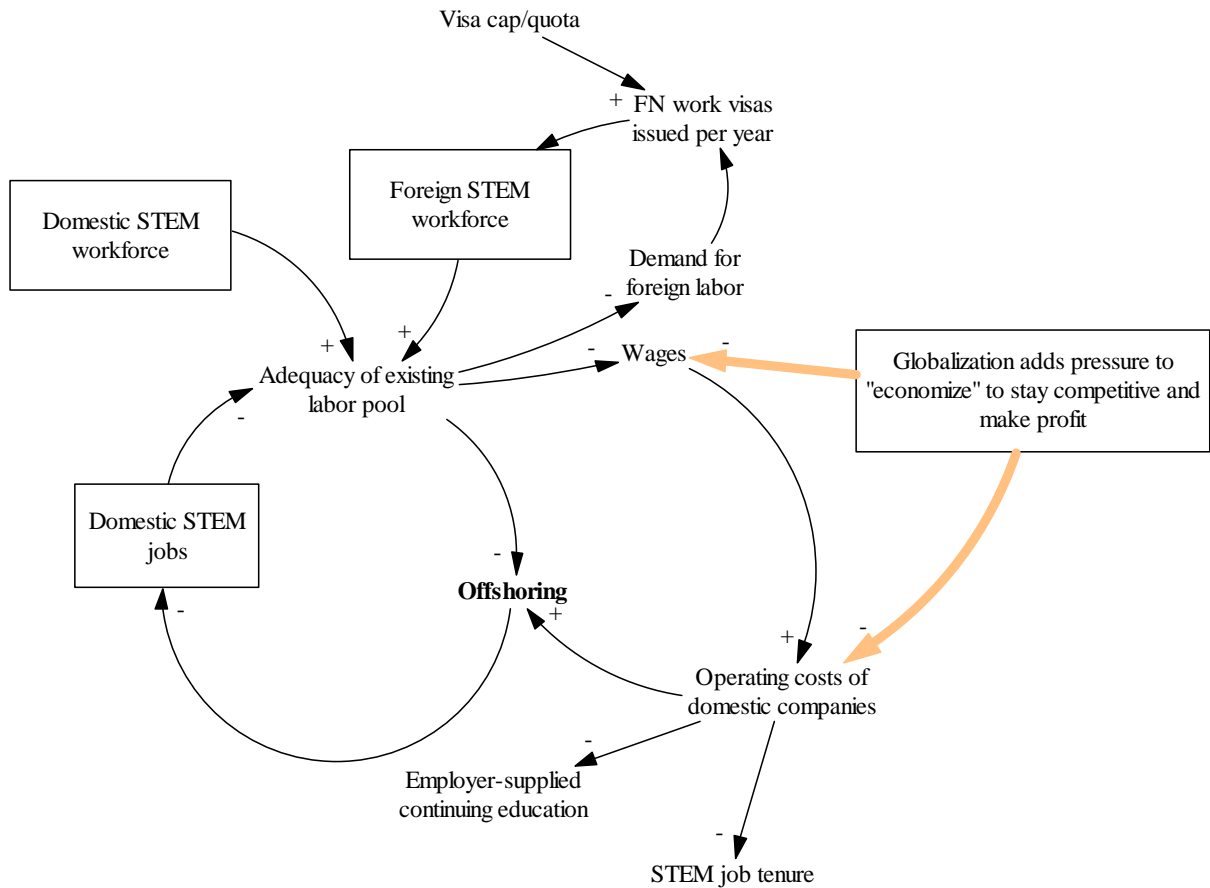 Visa cap/quota
+
FN work visas
issued per year
Foreign STEM
workforce
Domestic STEM
workforce
Demand for
foreign labor
-
+
+
-
Wages
-
Globalization adds pressure to
"economize" to stay competitive and
make profit
Adequacy of existing
labor pool
-
Domestic STEM
jobs
-
-
Offshoring
+
-
+
Operating costs of
domestic companies
-
Employer-supplied
continuing education
-
STEM job tenure